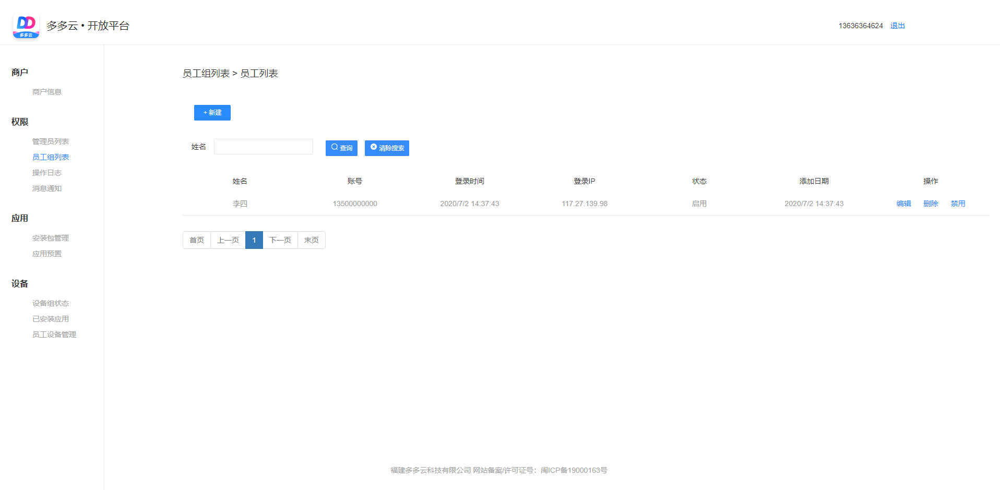 DD
多多云
多多云 • 开放平台
13636364624 退出
商户
商户信息
权限
管理员列表
员工组列表
操作日志
消息通知
应用
安装包管理
应用预置
设备
设备组状态
已安装应用
员工设备管理
员工组列表 > 员工列表
+ 新建
姓名 查询 清除搜索
姓名 账号 登录时间 登录IP 状态 添加日期 操作
李四 13500000000 2020/7/2 14:37:43 117.27.139.98 启用 2020/7/2 14:37:43 编辑 删除 禁用
首页 上一页 1 下一页 末页
福建多多云科技有限公司 网站备案/许可证号：闽ICP备19000163号